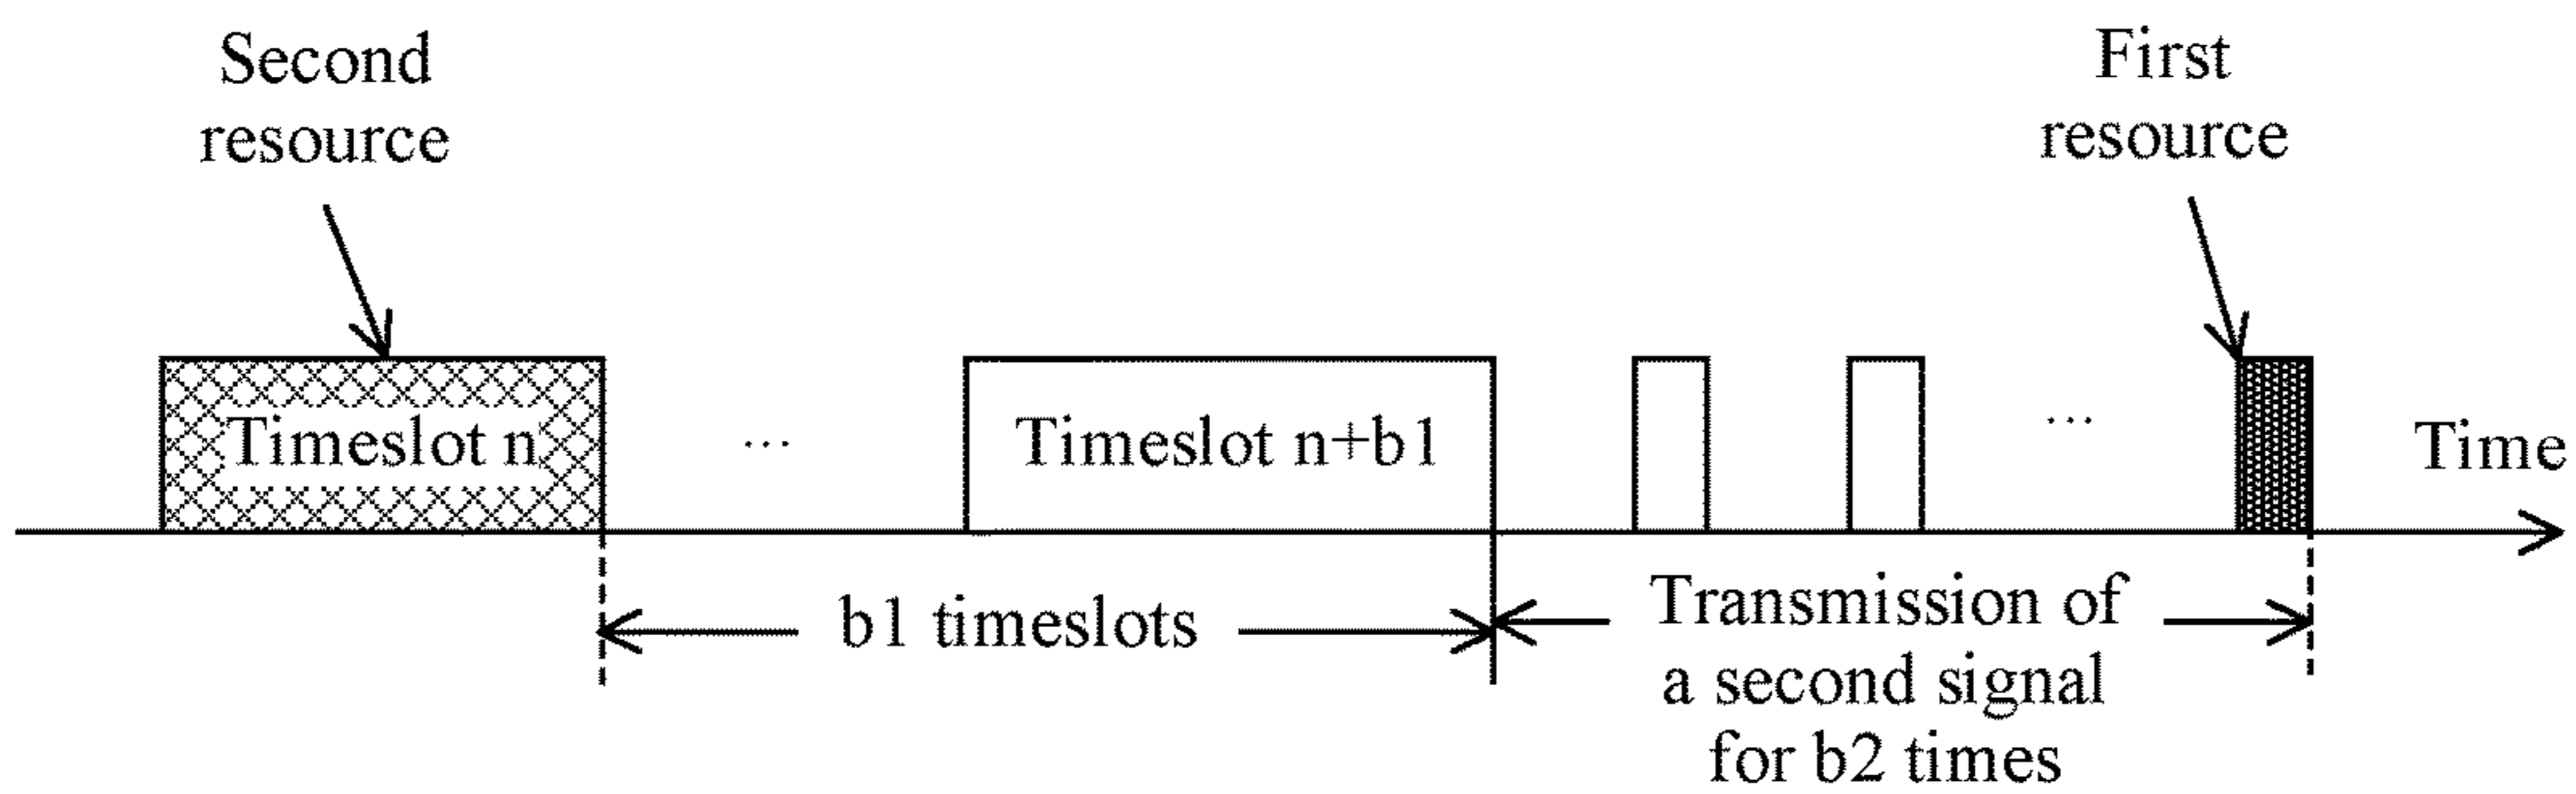 Second
resource
First
resource
Timeslot n
...
Timeslot n+b1
...
Time
b1 timeslots
Transmission of
a second signal
for b2 times